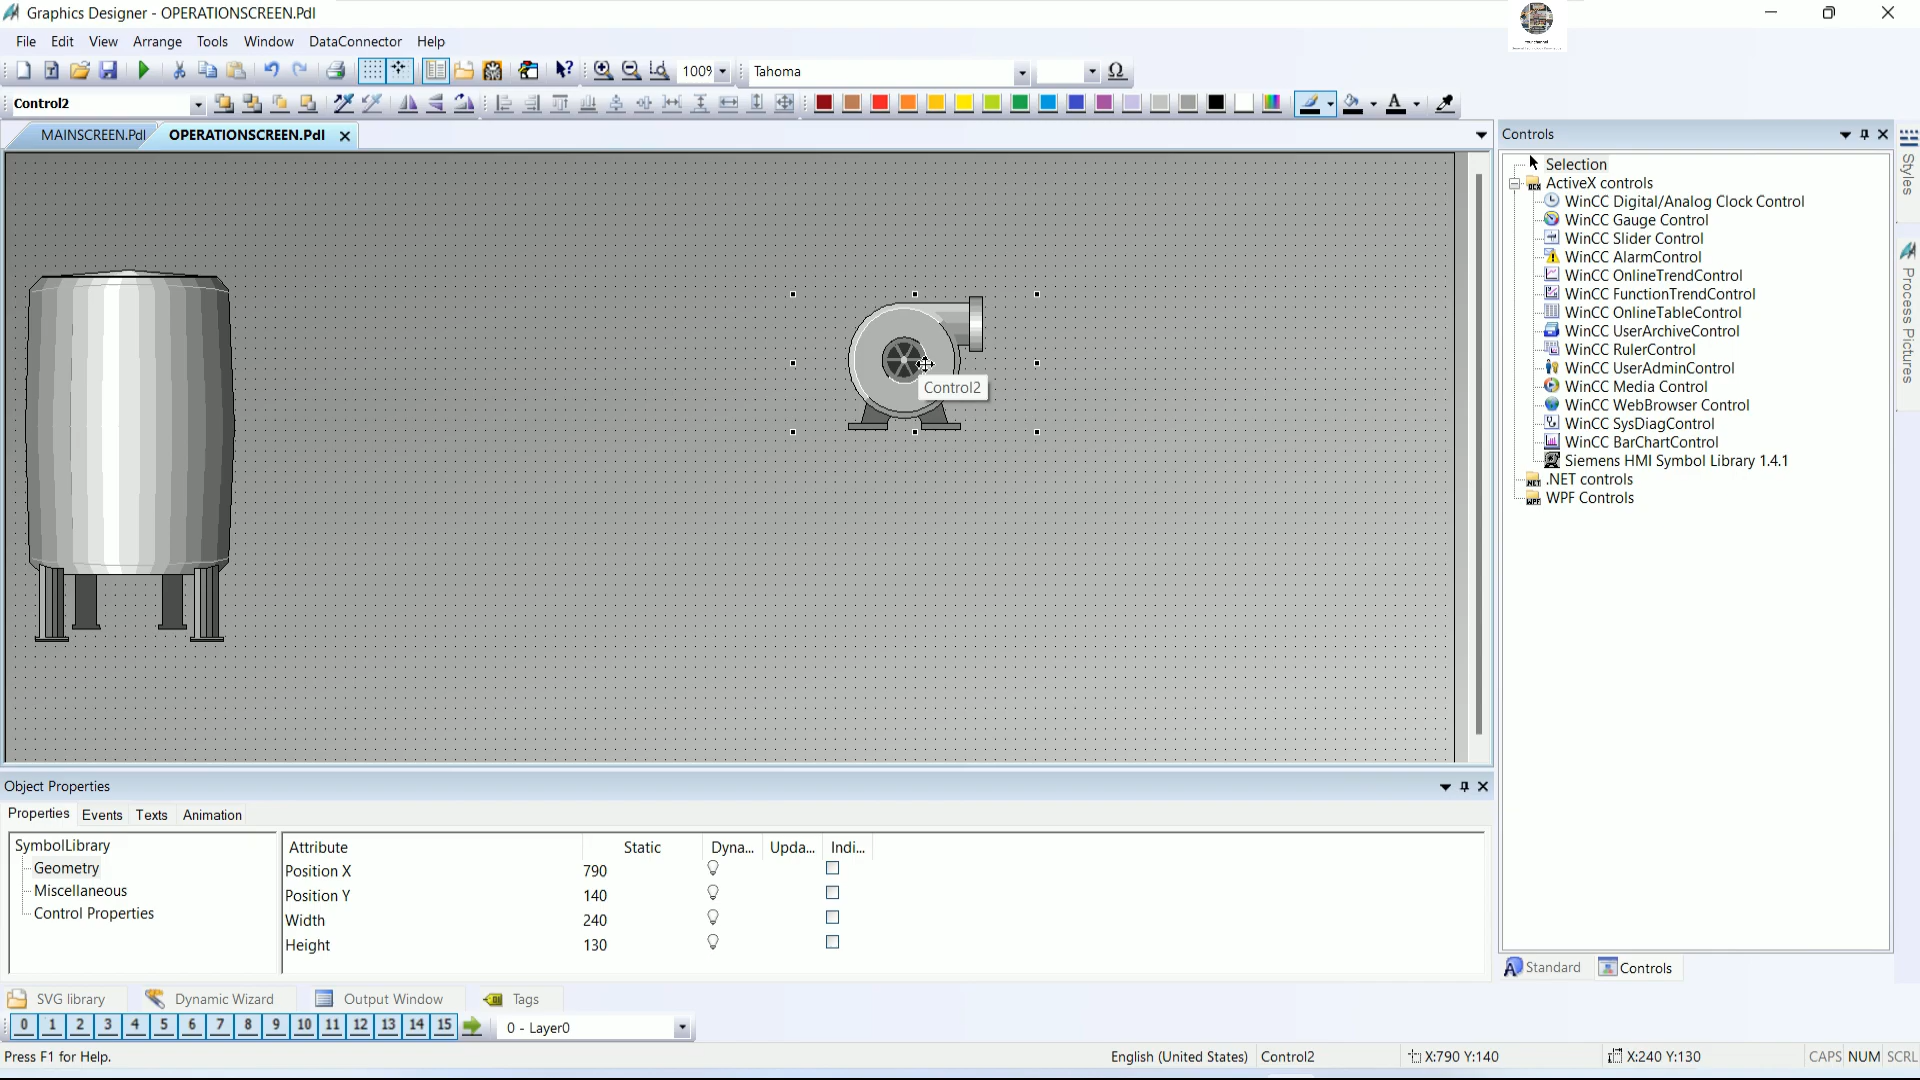 Graphics Designer - OPERATIONSCREEN.Pdl
File Edit View Arrange Tools Window DataConnector Help
100% Tahoma
Control2
MAINSCREEN.Pdl OPERATIONSCREEN.Pdl
Control2
Controls
Selection
ActiveX controls
WinCC Digital/Analog Clock Control
WinCC Gauge Control
WinCC Slider Control
WinCC AlarmControl
WinCC OnlineTrendControl
WinCC FunctionTrendControl
WinCC OnlineTableControl
WinCC UserArchiveControl
WinCC RulerControl
WinCC UserAdminControl
WinCC Media Control
WinCC WebBrowser Control
WinCC SysDiagControl
WinCC BarChartControl
Siemens HMI Symbol Library 1.4.1
.NET controls
WPF Controls
Standard Controls
Styles
Process Pictures
Object Properties
Properties Events Texts Animation
SymbolLibrary
Geometry
Miscellaneous
Control Properties
Attribute Static Dyna... Upda... Indi...
Position X 790
Position Y 140
Width 240
Height 130
SVG library Dynamic Wizard Output Window Tags
0 1 2 3 4 5 6 7 8 9 10 11 12 13 14 15 0 - Layer0
Press F1 for Help. English (United States) Control2 X:790 Y:140 X:240 Y:130 CAPS NUM SCRL